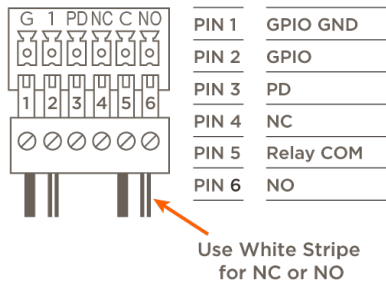 G 1 PD NC C NO
1 2 3 4 5 6
PIN 1 GPIO GND
PIN 2 GPIO
PIN 3 PD
PIN 4 NC
PIN 5 Relay COM
PIN 6 NO
Use White Stripe
for NC or NO